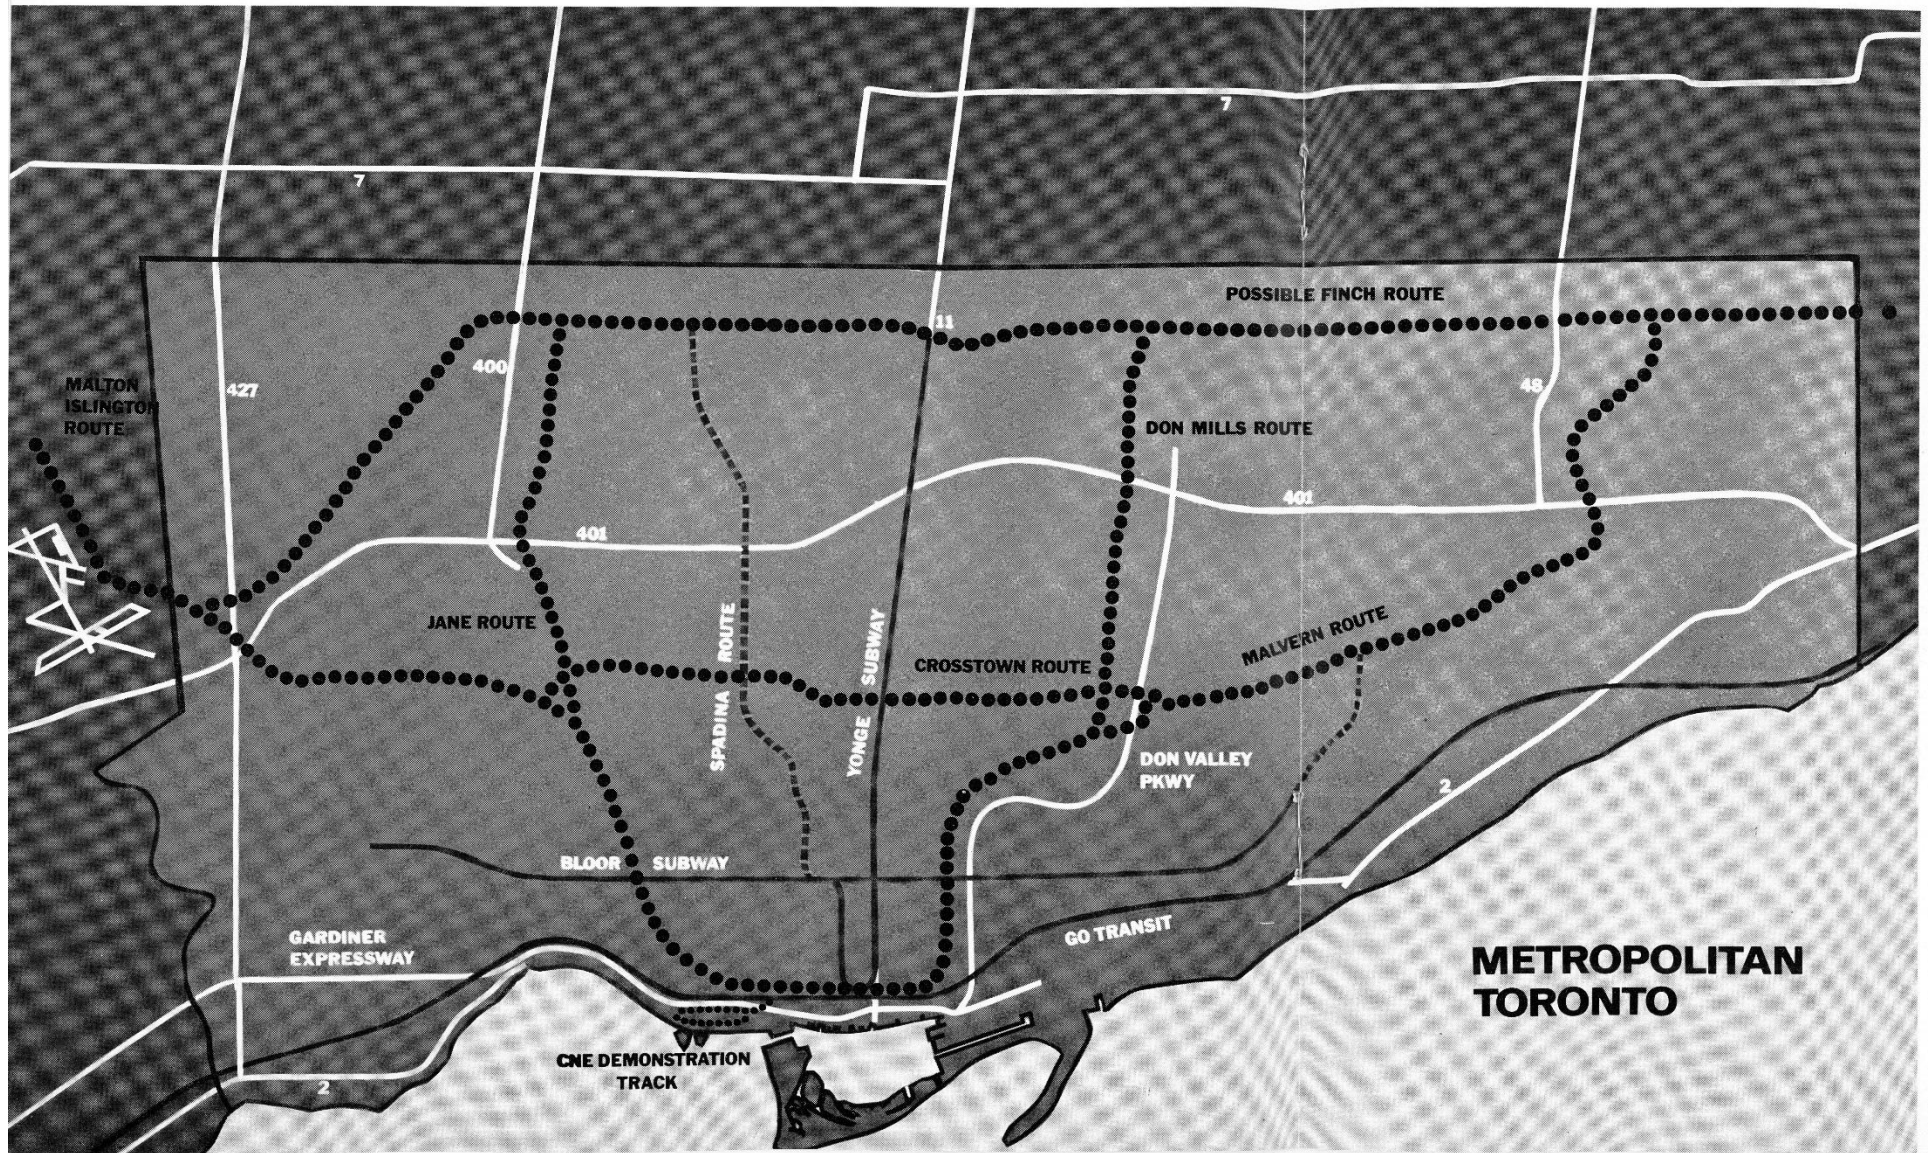 7
7
POSSIBLE FINCH ROUTE
11
400
427
MALTON
ISLINGTON
ROUTE
48
DON MILLS ROUTE
401
401
JANE ROUTE
SPADINA ROUTE
YONGE SUBWAY
CROSSTOWN ROUTE
MALVERN ROUTE
DON VALLEY
PKWY
2
BLOOR SUBWAY
GARDINER
EXPRESSWAY
GO TRANSIT
METROPOLITAN
TORONTO
CNE DEMONSTRATION
TRACK
2